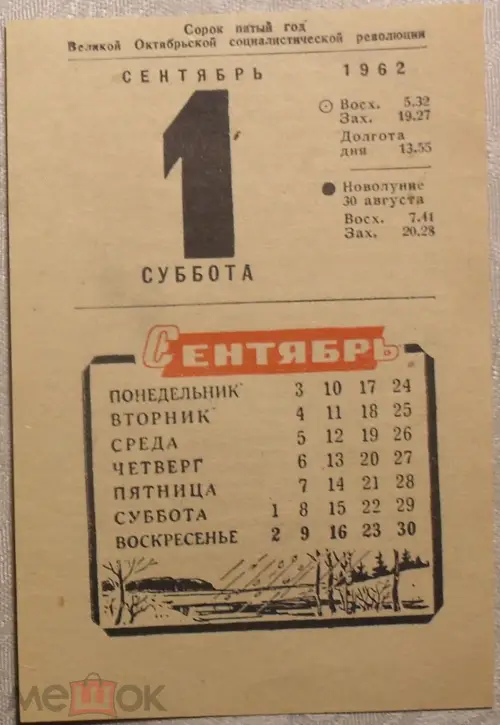 Сорок пятый год
Великой Октябрьской социалистической революции
СЕНТЯБРЬ 1962
1
СУББОТА
Восх. 5.32
Зах. 19.27
Долгота
дня 13.55
Новолуние
30 августа
Восх. 7.41
Зах. 20.28
СЕНТЯБРЬ
ПОНЕДЕЛЬНИК 3 10 17 24
ВТОРНИК 4 11 18 25
СРЕДА 5 12 19 26
ЧЕТВЕРГ 6 13 20 27
ПЯТНИЦА 7 14 21 28
СУББОТА 1 8 15 22 29
ВОСКРЕСЕНЬЕ 2 9 16 23 30
МЕШОК